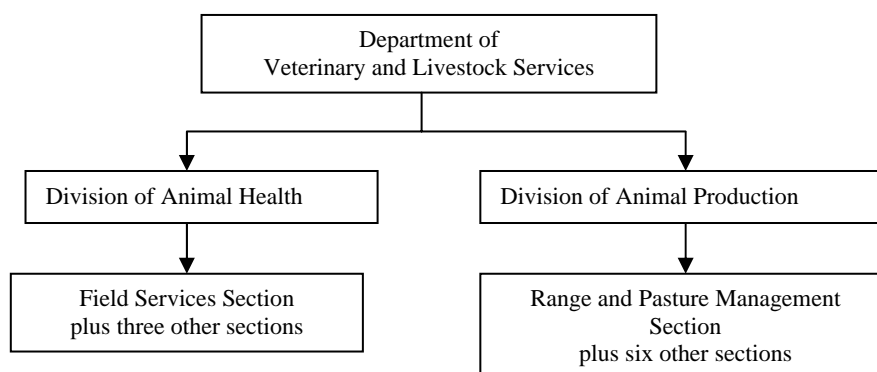 Department of
Veterinary and Livestock Services
Division of Animal Health
Division of Animal Production
Field Services Section
plus three other sections
Range and Pasture Management
Section
plus six other sections